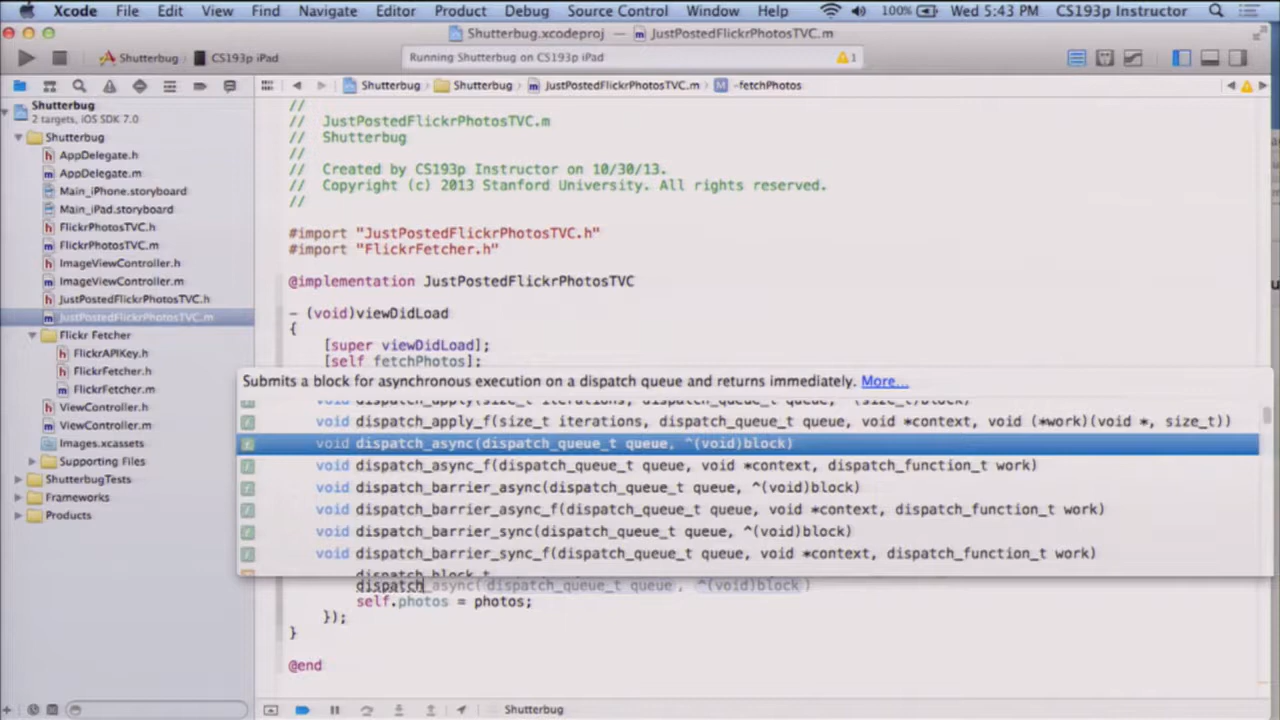 Xcode File Edit View Find Navigate Editor Product Debug Source Control Window Help 100% Wed 5:43 PM CS193p Instructor
Shutterbug.xcodeproj — JustPostedFlickrPhotosTVC.m
Shutterbug CS193p iPad Running Shutterbug on CS193p iPad 1
Shutterbug Shutterbug JustPostedFlickrPhotosTVC.m -fetchPhotos
Shutterbug
2 targets, iOS SDK 7.0
Shutterbug
AppDelegate.h
AppDelegate.m
Main_iPhone.storyboard
Main_iPad.storyboard
FlickrPhotosTVC.h
FlickrPhotosTVC.m
ImageViewController.h
ImageViewController.m
JustPostedFlickrPhotosTVC.h
JustPostedFlickrPhotosTVC.m
Flickr Fetcher
FlickrAPIKey.h
FlickrFetcher.h
FlickrFetcher.m
ViewController.h
ViewController.m
Images.xcassets
Supporting Files
ShutterbugTests
Frameworks
Products
//
// JustPostedFlickrPhotosTVC.m
// Shutterbug
//
// Created by CS193p Instructor on 10/30/13.
// Copyright (c) 2013 Stanford University. All rights reserved.
//
#import "JustPostedFlickrPhotosTVC.h"
#import "FlickrFetcher.h"
@implementation JustPostedFlickrPhotosTVC
- (void)viewDidLoad
{
[super viewDidLoad];
[self fetchPhotos];
Submits a block for asynchronous execution on a dispatch queue and returns immediately. More...
void dispatch_apply(size_t iterations, dispatch_queue_t queue, ^(size_t)block)
void dispatch_apply_f(size_t iterations, dispatch_queue_t queue, void *context, void (*work)(void *, size_t))
void dispatch_async(dispatch_queue_t queue, ^(void)block)
void dispatch_async_f(dispatch_queue_t queue, void *context, dispatch_function_t work)
void dispatch_barrier_async(dispatch_queue_t queue, ^(void)block)
void dispatch_barrier_async_f(dispatch_queue_t queue, void *context, dispatch_function_t work)
void dispatch_barrier_sync(dispatch_queue_t queue, ^(void)block)
void dispatch_barrier_sync_f(dispatch_queue_t queue, void *context, dispatch_function_t work)
dispatch_block_t
dispatch_async(dispatch_queue_t queue, ^(void)block)
self.photos = photos;
});
}
@end
Shutterbug